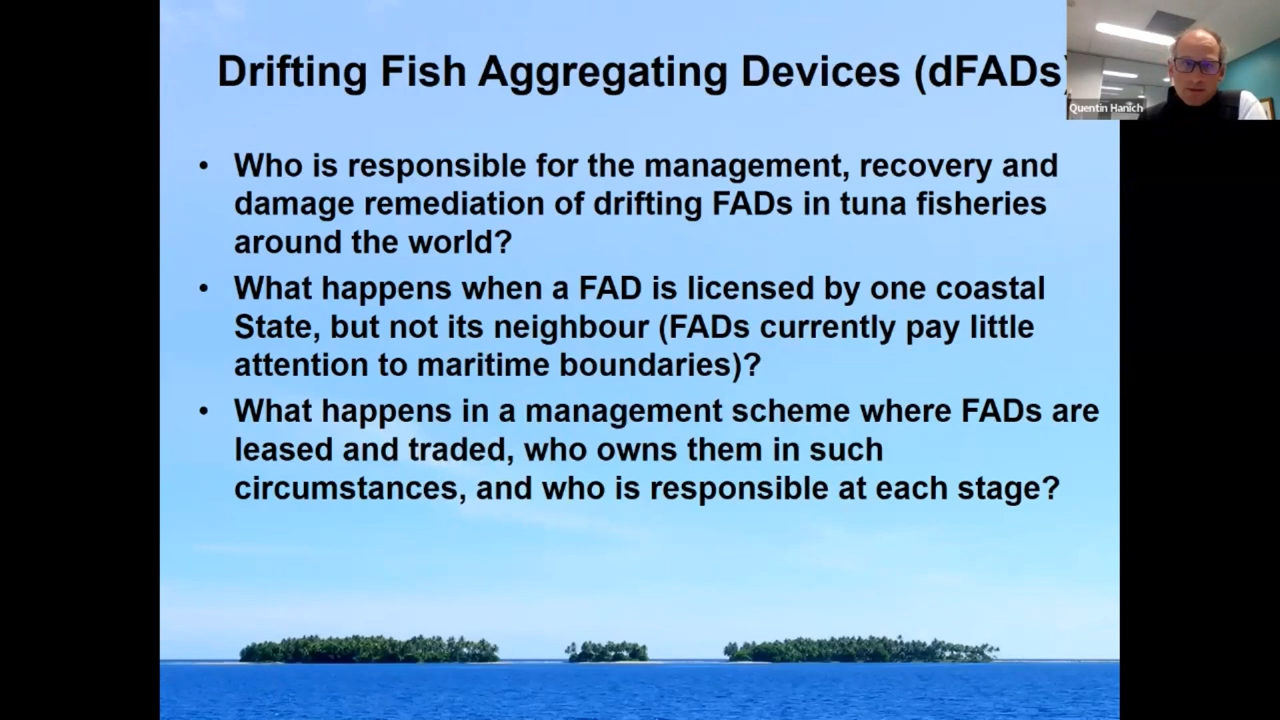 Drifting Fish Aggregating Devices (dFADs)
Quentin Hanich
• Who is responsible for the management, recovery and
damage remediation of drifting FADs in tuna fisheries
around the world?
• What happens when a FAD is licensed by one coastal
State, but not its neighbour (FADs currently pay little
attention to maritime boundaries)?
• What happens in a management scheme where FADs are
leased and traded, who owns them in such
circumstances, and who is responsible at each stage?